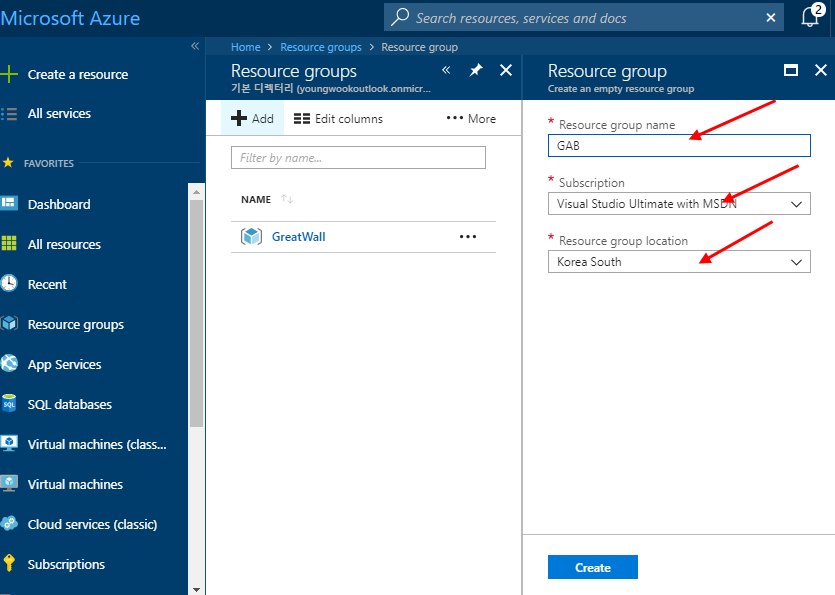 Microsoft Azure
Search resources, services and docs
2
Create a resource
All services
FAVORITES
Dashboard
All resources
Recent
Resource groups
App Services
SQL
SQL databases
Virtual machines (class...
Virtual machines
Cloud services (classic)
Subscriptions
Home > Resource groups > Resource group
Resource groups
기본 디렉터리 (youngwookoutlook.onmicr...
Add
Edit columns
More
Filter by name...
NAME
GreatWall
Resource group
Create an empty resource group
* Resource group name
GAB
* Subscription
Visual Studio Ultimate with MSDN
* Resource group location
Korea South
Create